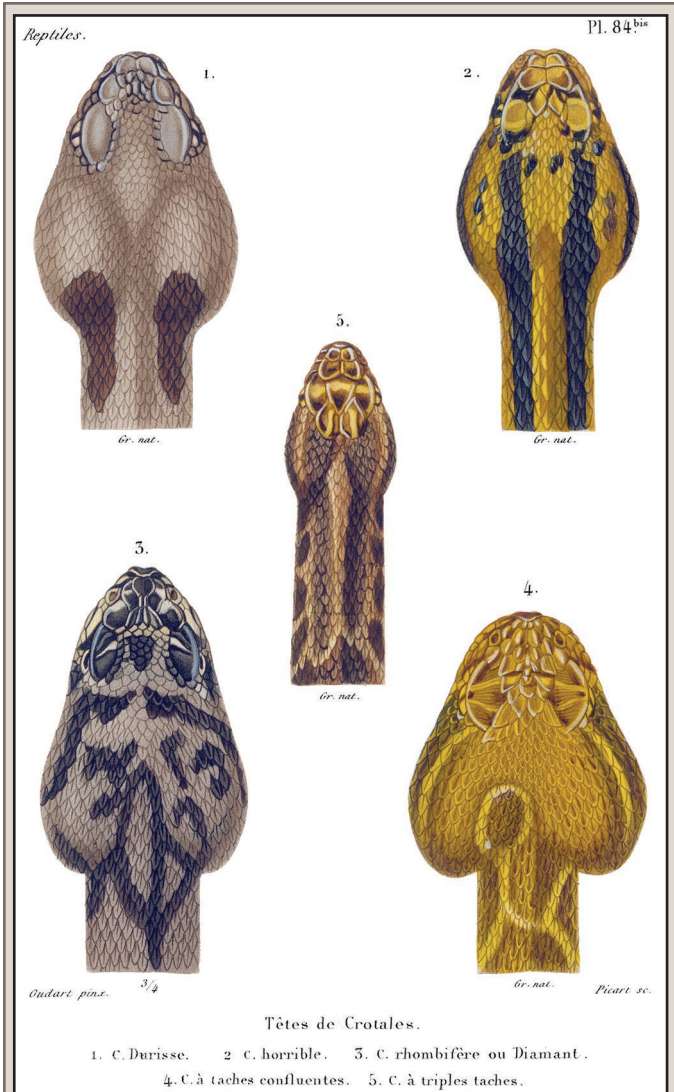 Reptiles.
Pl. 84.bis
1.
2.
Gr. nat.
Gr. nat.
5.
Gr. nat.
3.
4.
3/4
Gr. nat.
Oudart pinx.
Picart sc.
Têtes de Crotales.
1. C. Durisse. 2 C. horrible. 3. C. rhombifère ou Diamant.
4. C. à taches confluentes. 5. C. à triples taches.